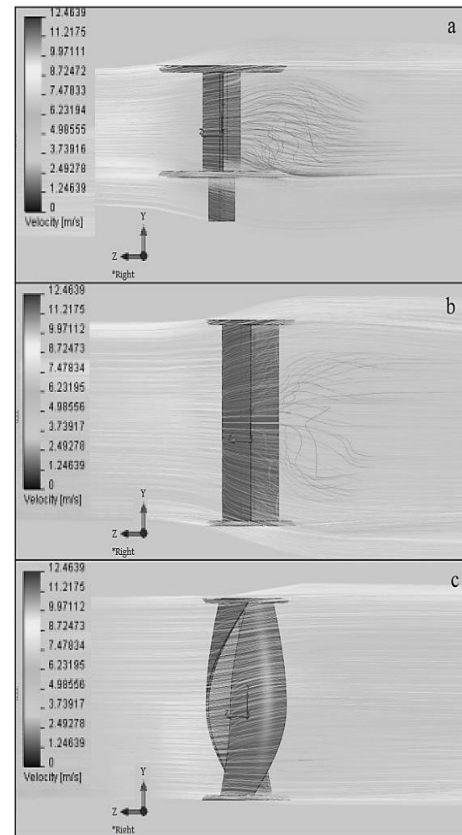 a
12.4639
11.2175
9.97111
8.72472
7.47833
6.23194
4.98555
3.73916
2.49278
1.24639
0
Velocity [m/s]
Y
Z
*Right
b
12.4639
11.2175
9.97112
8.72473
7.47834
6.23195
4.98556
3.73917
2.49278
1.24639
0
Velocity [m/s]
Y
Z
*Right
c
12.4639
11.2175
9.97112
8.72473
7.47834
6.23195
4.98556
3.73917
2.49278
1.24639
0
Velocity [m/s]
Y
Z
*Right